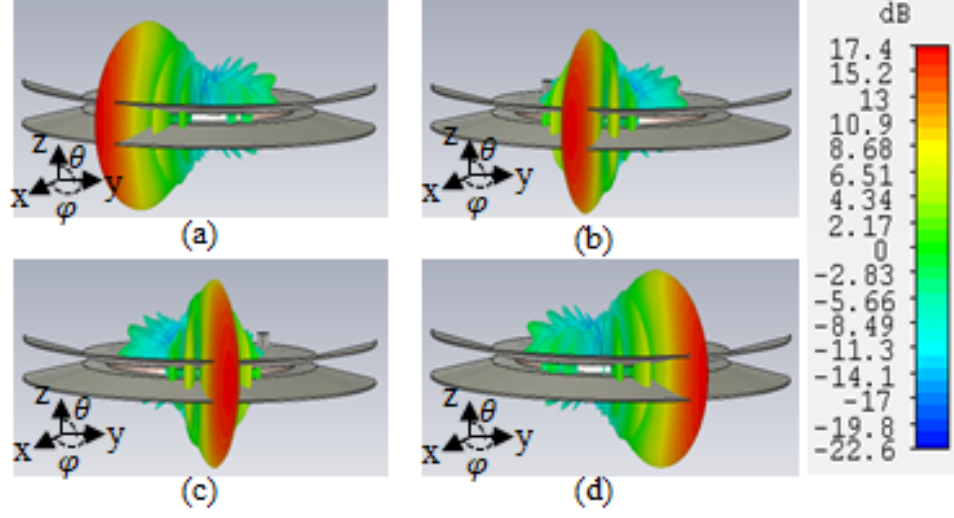 dB
17.4
15.2
13
10.9
8.68
6.51
4.34
2.17
0
-2.83
-5.66
-8.49
-11.3
-14.1
-17
-19.8
-22.6
z θ
x y
φ
(a)
z θ
x y
φ
(b)
z θ
x y
φ
(c)
z θ
x y
φ
(d)